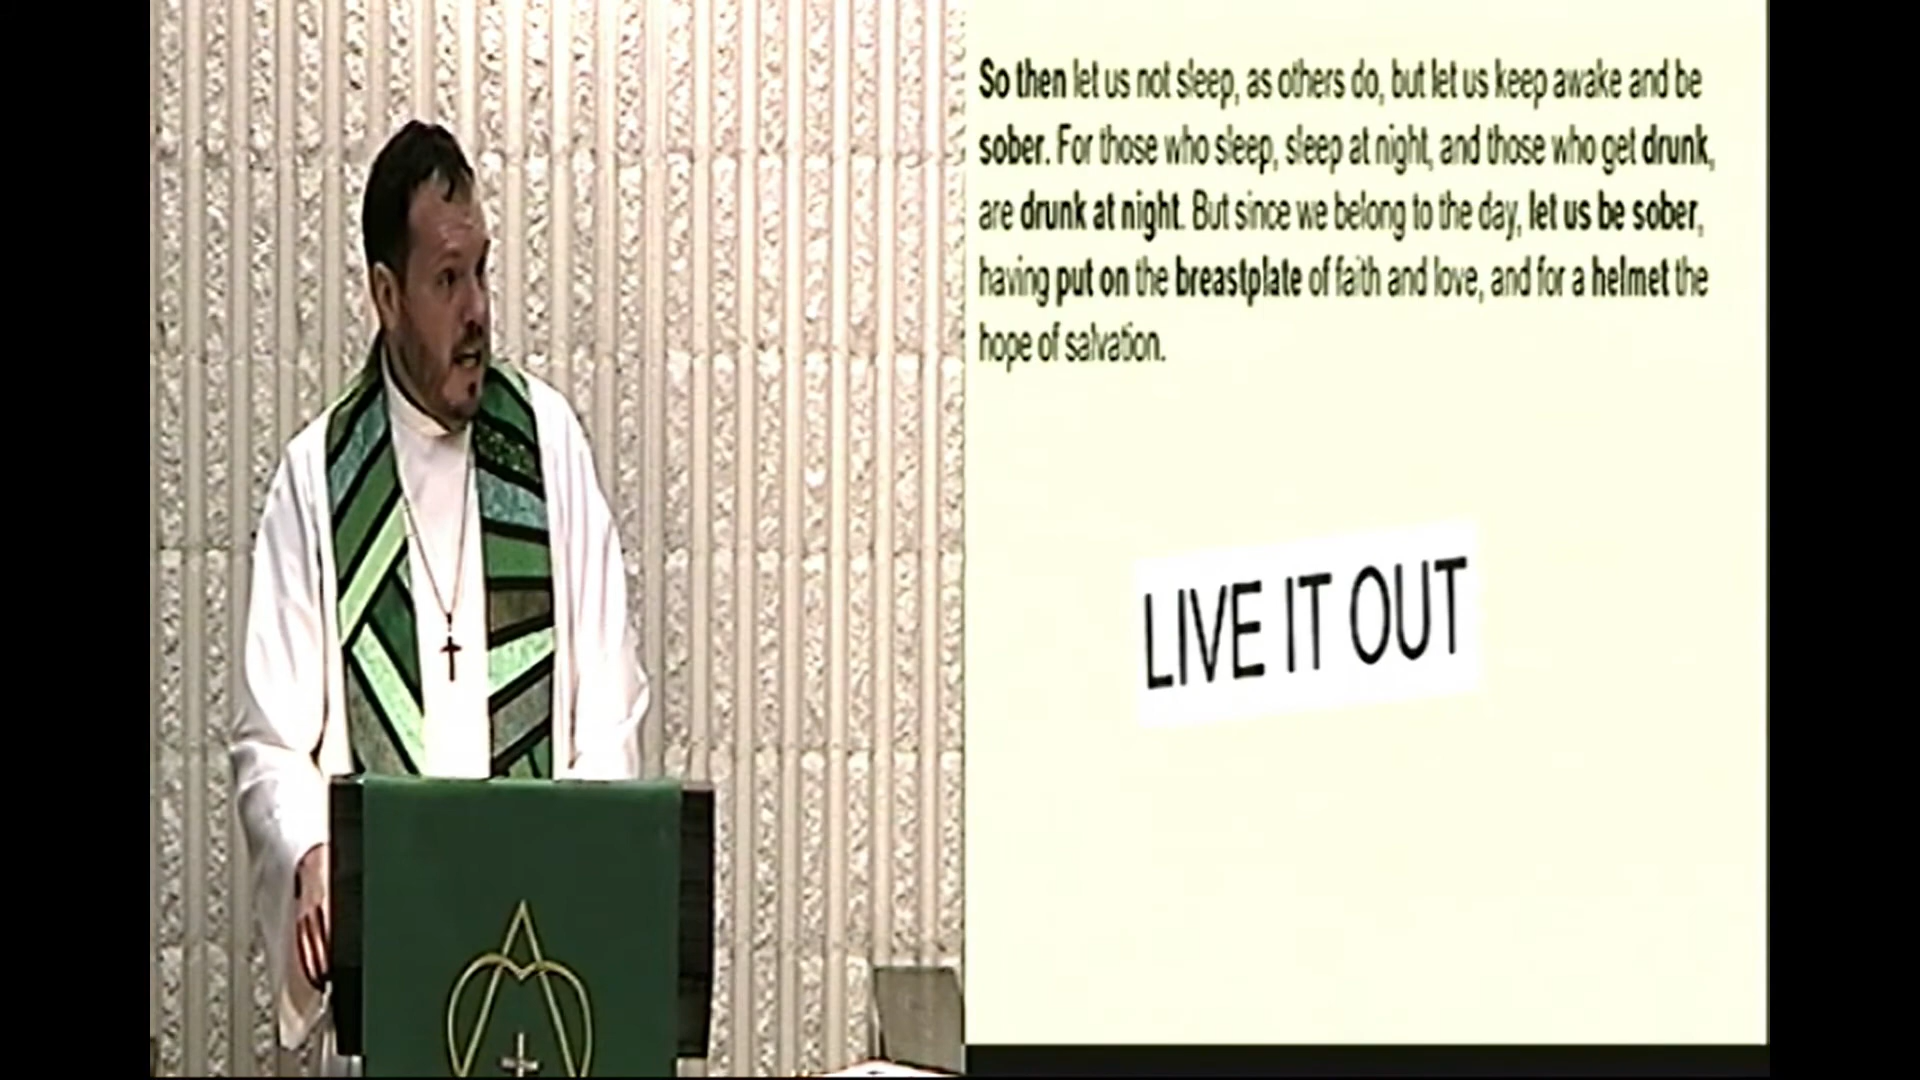 So then let us not sleep, as others do, but let us keep awake and be
sober. For those who sleep, sleep at night, and those who get drunk,
are drunk at night. But since we belong to the day, let us be sober,
having put on the breastplate of faith and love, and for a helmet the
hope of salvation.
LIVE IT OUT